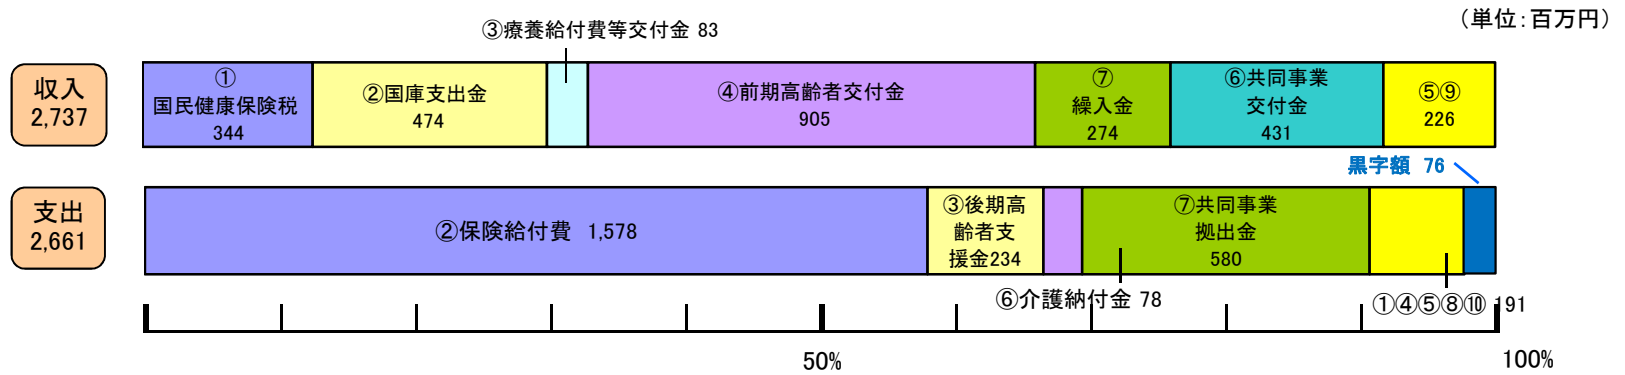 （単位：百万円）
③療養給付費等交付金 83
収入
2,737
①
国民健康保険税
344
②国庫支出金
474
④前期高齢者交付金
905
⑦
繰入金
274
⑥共同事業
交付金
431
⑤⑨
226
黒字額 76
支出
2,661
②保険給付費 1,578
③後期高
齢者支
援金234
⑦共同事業
拠出金
580
⑥介護納付金 78
①④⑤⑧⑩ 191
50%
100%